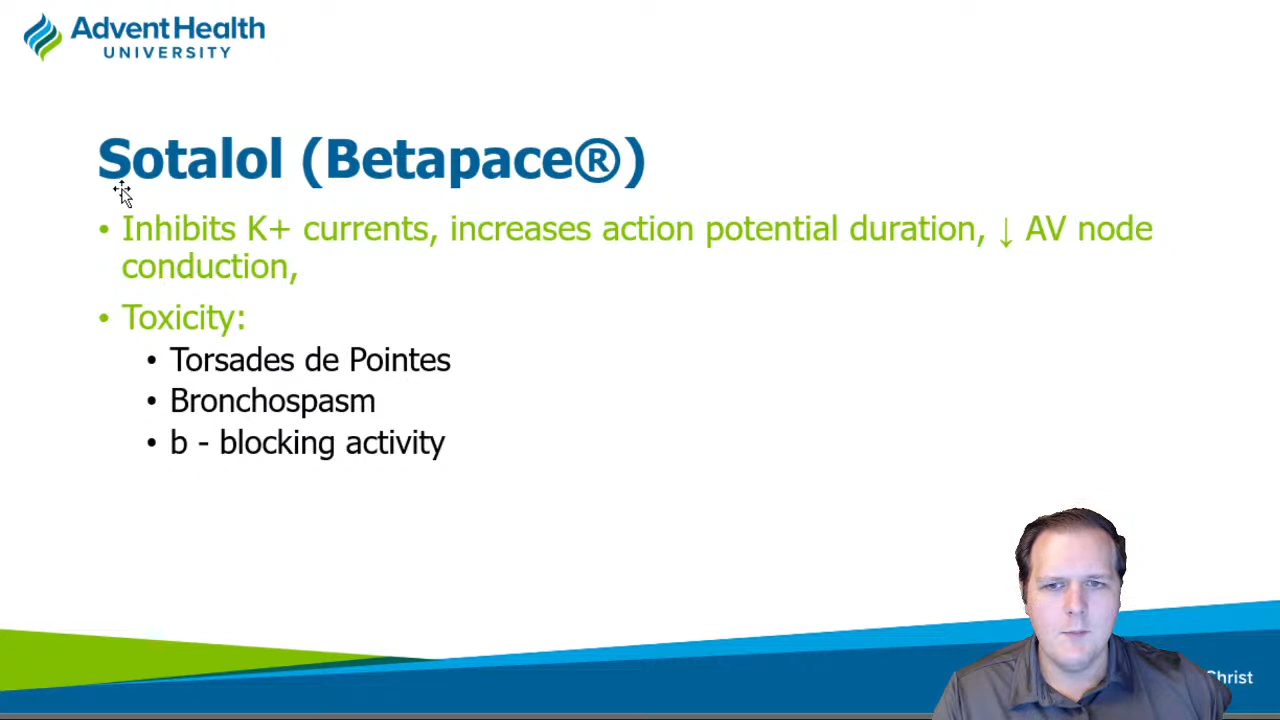 AdventHealth
UNIVERSITY
Sotalol (Betapace®)
• Inhibits K+ currents, increases action potential duration, ↓ AV node
conduction,
• Toxicity:
• Torsades de Pointes
• Bronchospasm
• b - blocking activity
Christ